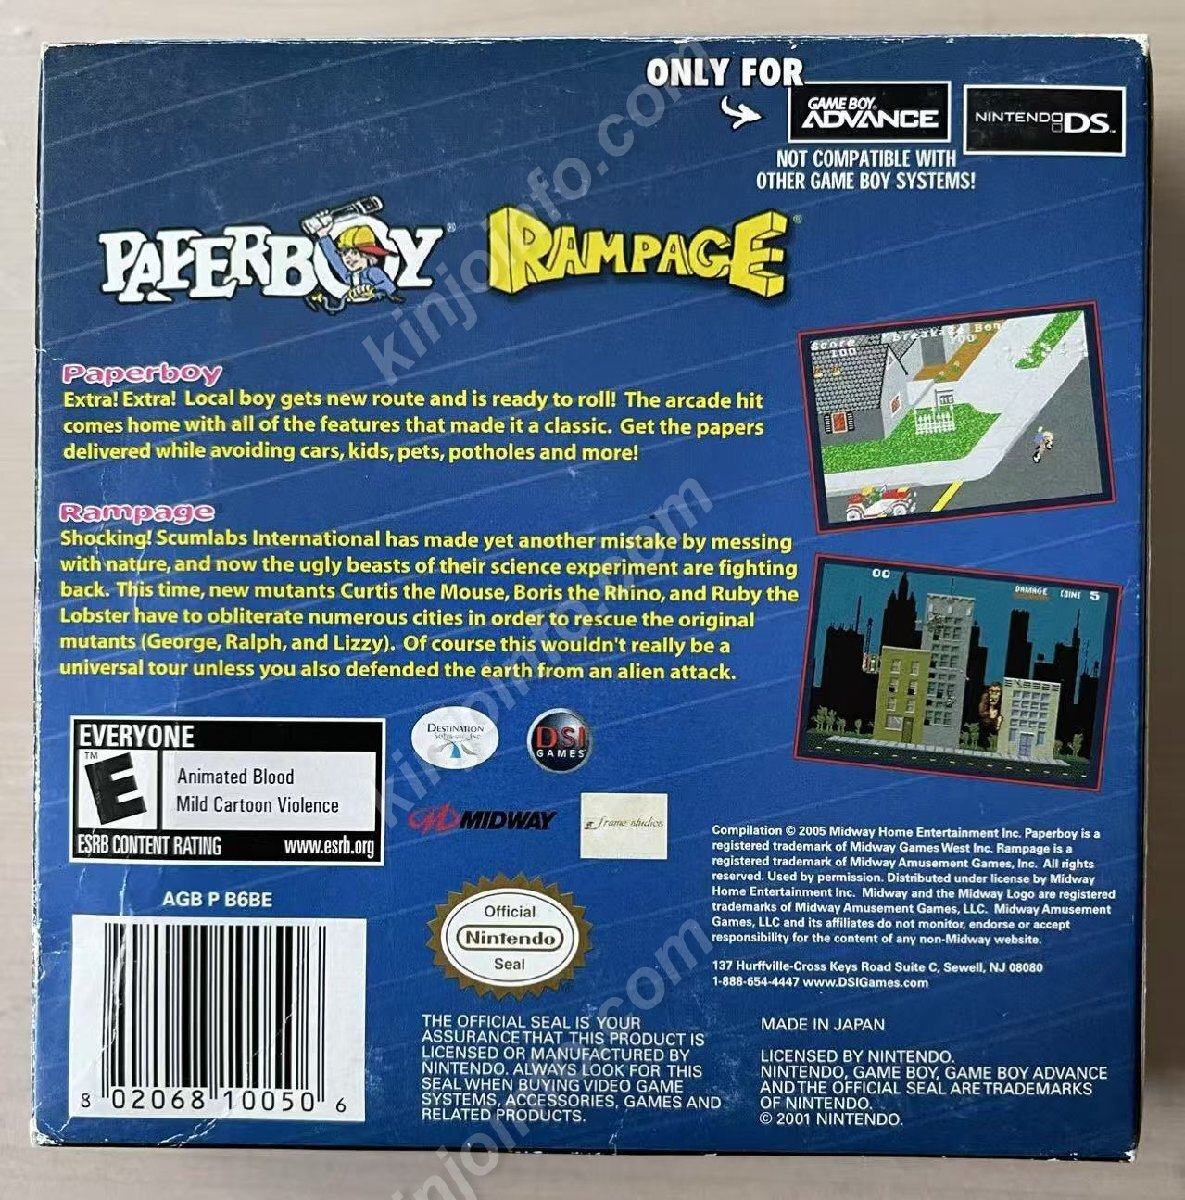 ONLY FOR
GAME BOY ADVANCE
NINTENDO DS
NOT COMPATIBLE WITH
OTHER GAME BOY SYSTEMS!
PAPERBOY
RAMPAGE
Paperboy
Extra! Extra! Local boy gets new route and is ready to roll! The arcade hit
comes home with all of the features that made it a classic. Get the papers
delivered while avoiding cars, kids, pets, potholes and more!
Score
100
breakage Bon
Rampage
Shocking! Scumlabs International has made yet another mistake by messing
with nature, and now the ugly beasts of their science experiment are fighting
back. This time, new mutants Curtis the Mouse, Boris the Rhino, and Ruby the
Lobster have to obliterate numerous cities in order to rescue the original
mutants (George, Ralph, and Lizzy). Of course this wouldn't really be a
universal tour unless you also defended the earth from an alien attack.
DAMAGE
5
EVERYONE
TM
E
Animated Blood
Mild Cartoon Violence
ESRB CONTENT RATING www.esrb.org
DESTINATION
DSI
GAMES
MIDWAY
frame studios
AGB P B6BE
8 02068 10050 6
Official
Nintendo
Seal
THE OFFICIAL SEAL IS YOUR
ASSURANCE THAT THIS PRODUCT IS
LICENSED OR MANUFACTURED BY
NINTENDO. ALWAYS LOOK FOR THIS
SEAL WHEN BUYING VIDEO GAME
SYSTEMS, ACCESSORIES, GAMES AND
RELATED PRODUCTS.
Compilation © 2005 Midway Home Entertainment Inc. Paperboy is a
registered trademark of Midway Games West Inc. Rampage is a
registered trademark of Midway Amusement Games, Inc. All rights
reserved. Used by permission. Distributed under license by Midway
Home Entertainment Inc. Midway and the Midway Logo are registered
trademarks of Midway Amusement Games, LLC. Midway Amusement
Games, LLC and its affiliates do not monitor, endorse or accept
responsibility for the content of any non-Midway website.
137 Hurffville-Cross Keys Road Suite C, Sewell, NJ 08080
1-888-654-4447 www.DSIGames.com
MADE IN JAPAN
LICENSED BY NINTENDO.
NINTENDO, GAME BOY, GAME BOY ADVANCE
AND THE OFFICIAL SEAL ARE TRADEMARKS
OF NINTENDO.
© 2001 NINTENDO.
kinjoinfo.com
kinjoinfo.com
kinjoinfo.com